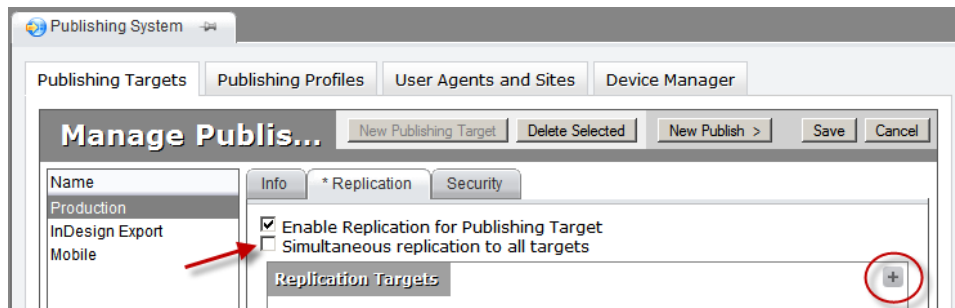 Publishing System
Publishing Targets Publishing Profiles User Agents and Sites Device Manager
Manage Publis... New Publishing Target Delete Selected New Publish > Save Cancel
Name Info * Replication Security
Production
InDesign Export Enable Replication for Publishing Target
Mobile Simultaneous replication to all targets
Replication Targets +